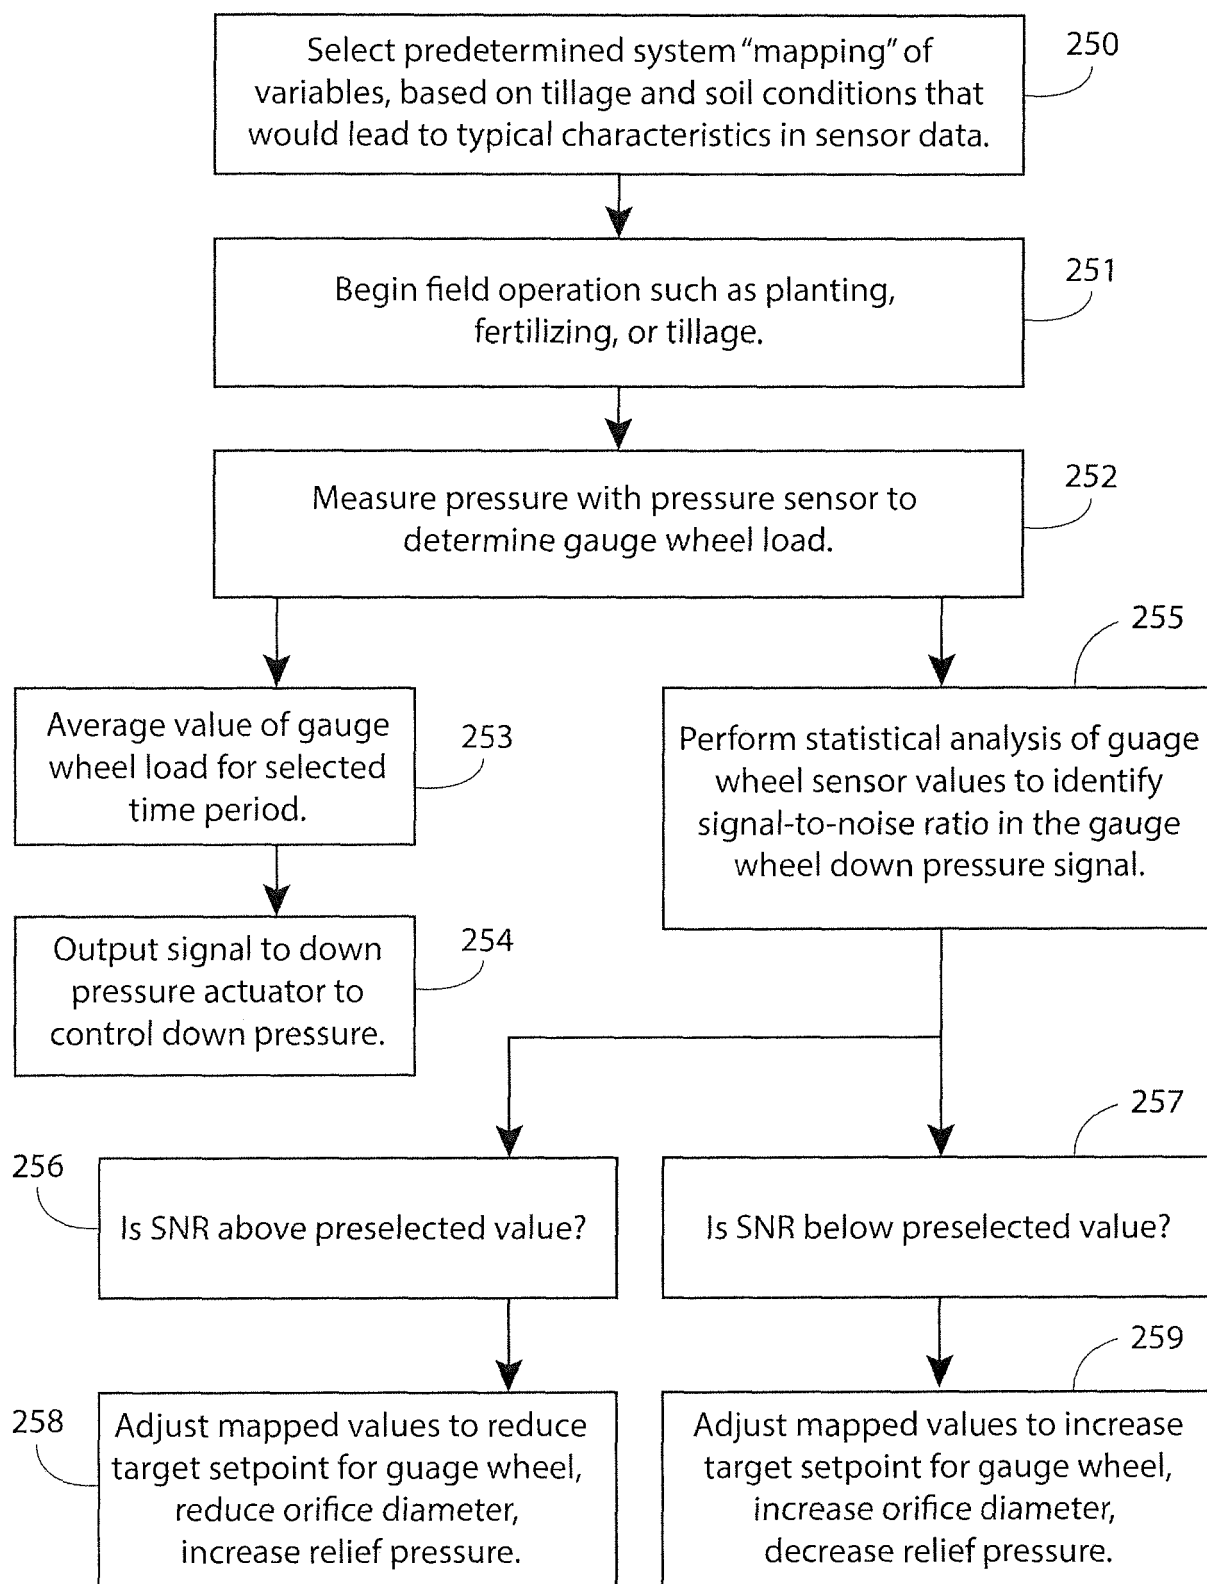 Select predetermined system “mapping” of
variables, based on tillage and soil conditions that
would lead to typical characteristics in sensor data.
250
Begin field operation such as planting,
fertilizing, or tillage.
251
Measure pressure with pressure sensor to
determine gauge wheel load.
252
Average value of gauge
wheel load for selected
time period.
253
Output signal to down
pressure actuator to
control down pressure.
254
255
Perform statistical analysis of guage
wheel sensor values to identify
signal-to-noise ratio in the gauge
wheel down pressure signal.
256
Is SNR above preselected value?
257
Is SNR below preselected value?
258
Adjust mapped values to reduce
target setpoint for guage wheel,
reduce orifice diameter,
increase relief pressure.
259
Adjust mapped values to increase
target setpoint for gauge wheel,
increase orifice diameter,
decrease relief pressure.